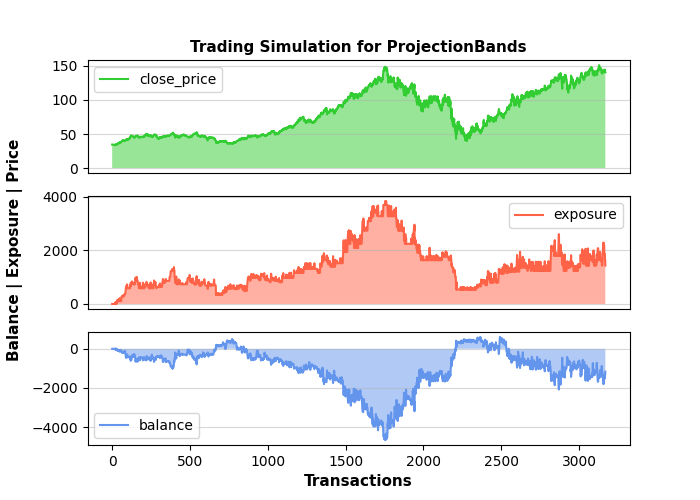 Trading Simulation for ProjectionBands
150
100
50
0
close_price
4000
2000
0
exposure
0
−2000
−4000
balance
0
500
1000
1500
2000
2500
3000
Transactions
Balance | Exposure | Price